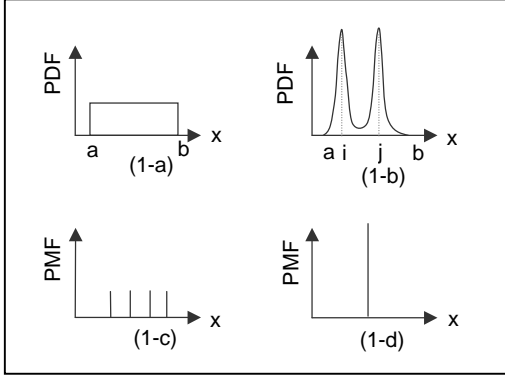 PDF
x
a
b
(1-a)
PDF
x
a i
j
b
(1-b)
PMF
x
(1-c)
PMF
x
(1-d)